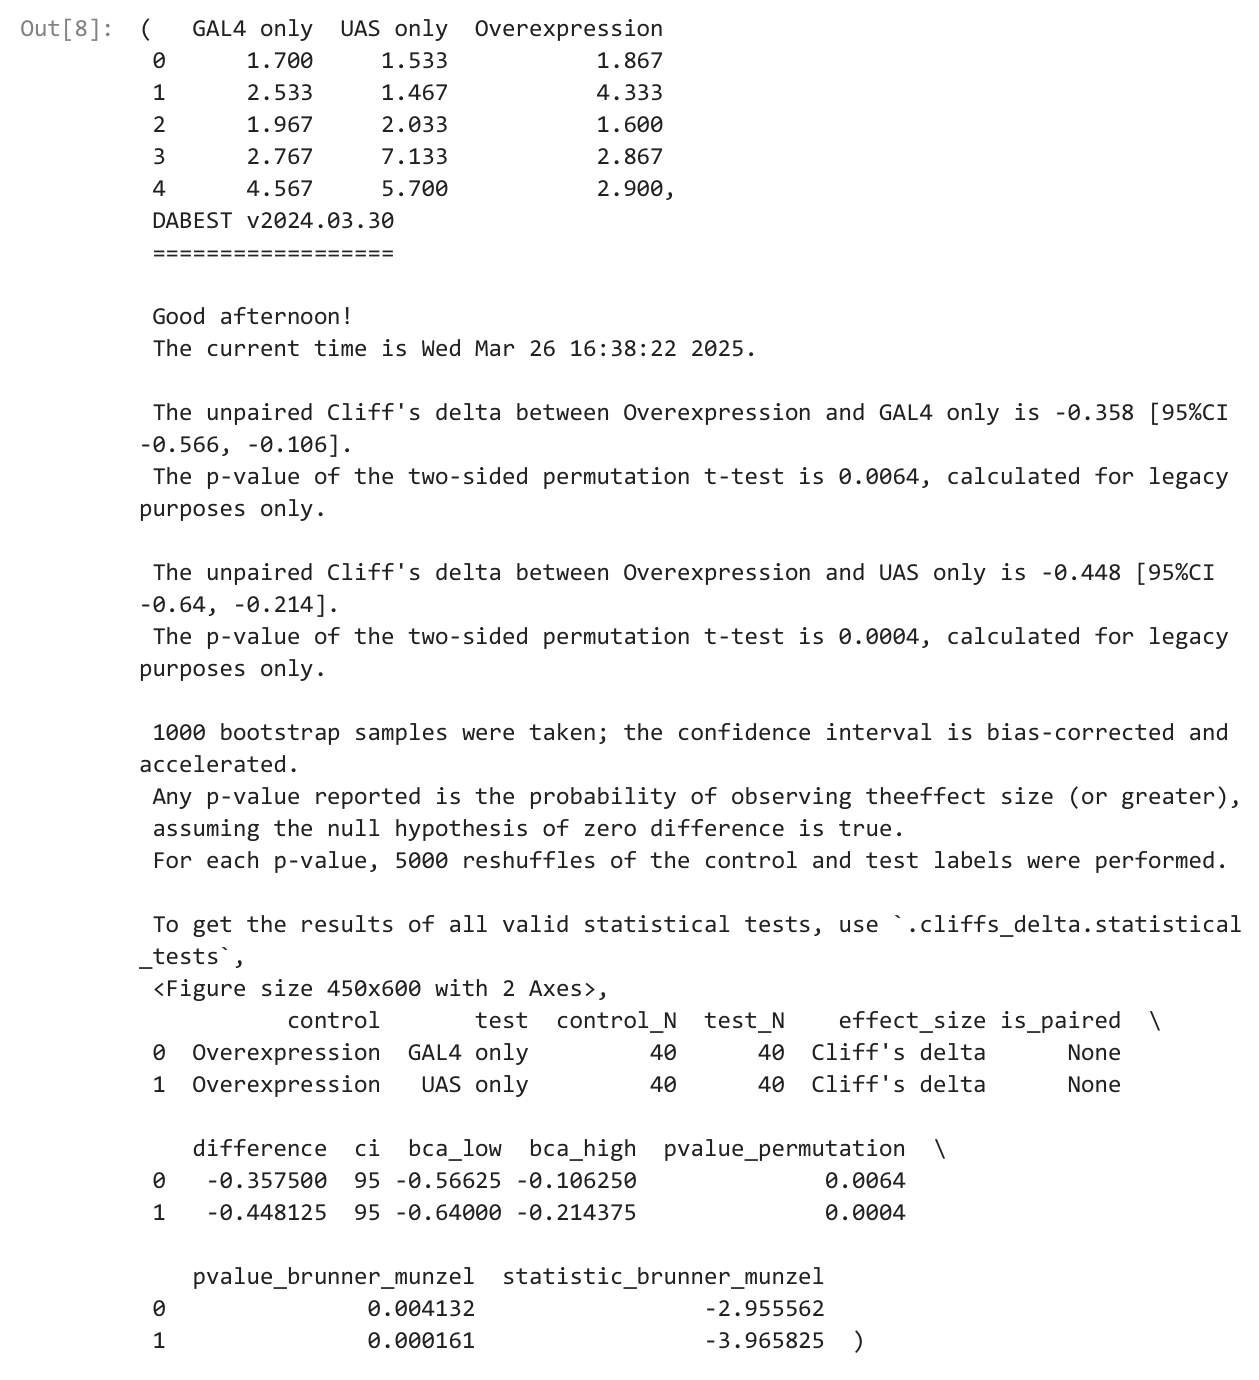 Out[8]: (   GAL4 only  UAS only  Overexpression
0      1.700     1.533           1.867
1      2.533     1.467           4.333
2      1.967     2.033           1.600
3      2.767     7.133           2.867
4      4.567     5.700           2.900,
DABEST v2024.03.30
==================
Good afternoon!
The current time is Wed Mar 26 16:38:22 2025.
The unpaired Cliff's delta between Overexpression and GAL4 only is -0.358 [95%CI
-0.566, -0.106].
The p-value of the two-sided permutation t-test is 0.0064, calculated for legacy
purposes only.
The unpaired Cliff's delta between Overexpression and UAS only is -0.448 [95%CI
-0.64, -0.214].
The p-value of the two-sided permutation t-test is 0.0004, calculated for legacy
purposes only.
1000 bootstrap samples were taken; the confidence interval is bias-corrected and
accelerated.
Any p-value reported is the probability of observing theeffect size (or greater),
assuming the null hypothesis of zero difference is true.
For each p-value, 5000 reshuffles of the control and test labels were performed.
To get the results of all valid statistical tests, use `.cliffs_delta.statistical
_tests`,
<Figure size 450x600 with 2 Axes>,
control       test  control_N  test_N    effect_size is_paired  \
0  Overexpression  GAL4 only         40      40  Cliff's delta      None
1  Overexpression   UAS only         40      40  Cliff's delta      None
difference  ci  bca_low  bca_high  pvalue_permutation  \
0   -0.357500  95 -0.56625 -0.106250              0.0064
1   -0.448125  95 -0.64000 -0.214375              0.0004
pvalue_brunner_munzel  statistic_brunner_munzel
0               0.004132                 -2.955562
1               0.000161                 -3.965825  )